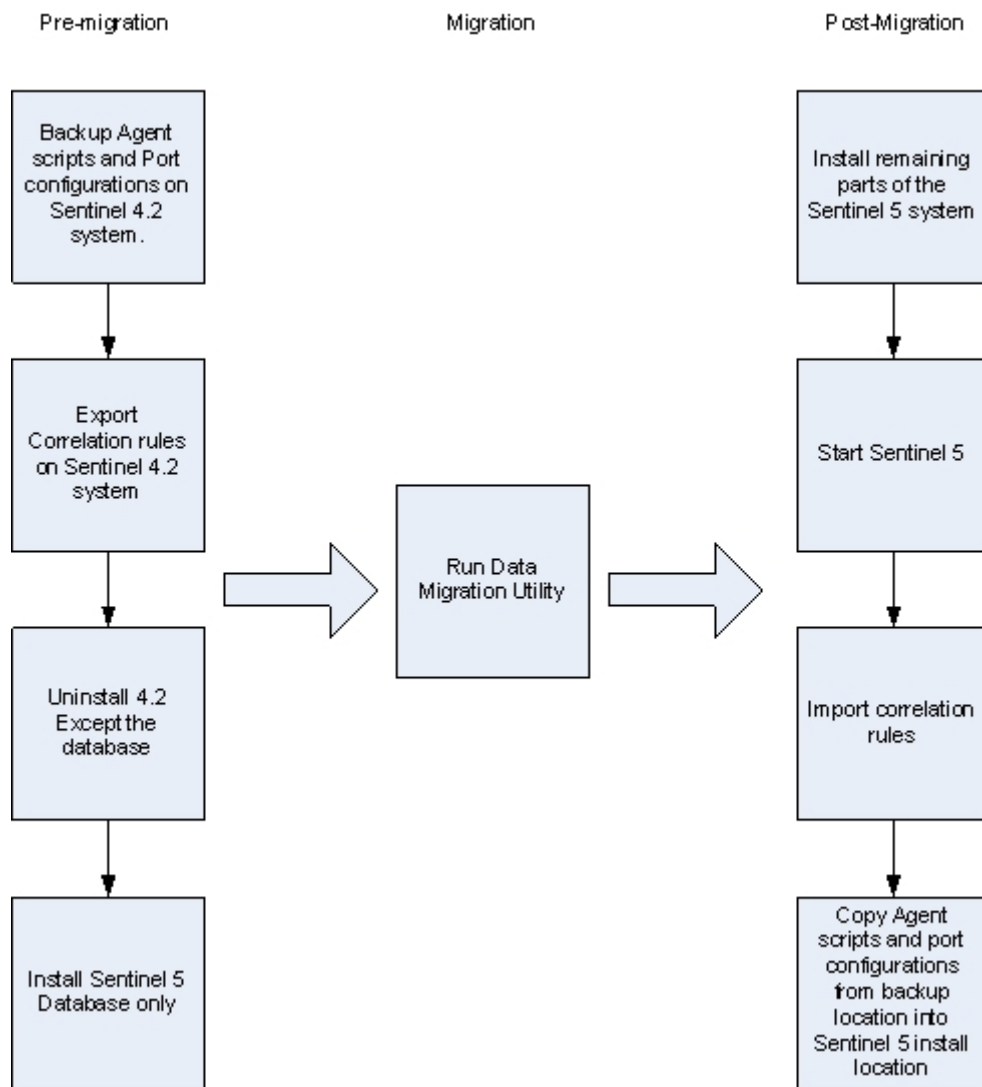 Pre-migration
Migration
Post-Migration
Backup Agent
scripts and Port
configurations on
Sentinel 4.2
system.
Export
Correlation rules
on Sentinel 4.2
system
Uninstall 4.2
Except the
database
Install Sentinel 5
Database only
Run Data
Migration Utility
Install remaining
parts of the
Sentinel 5 system
Start Sentinel 5
Import correlation
rules
Copy Agent
scripts and port
configurations
from backup
location into
Sentinel 5 install
location